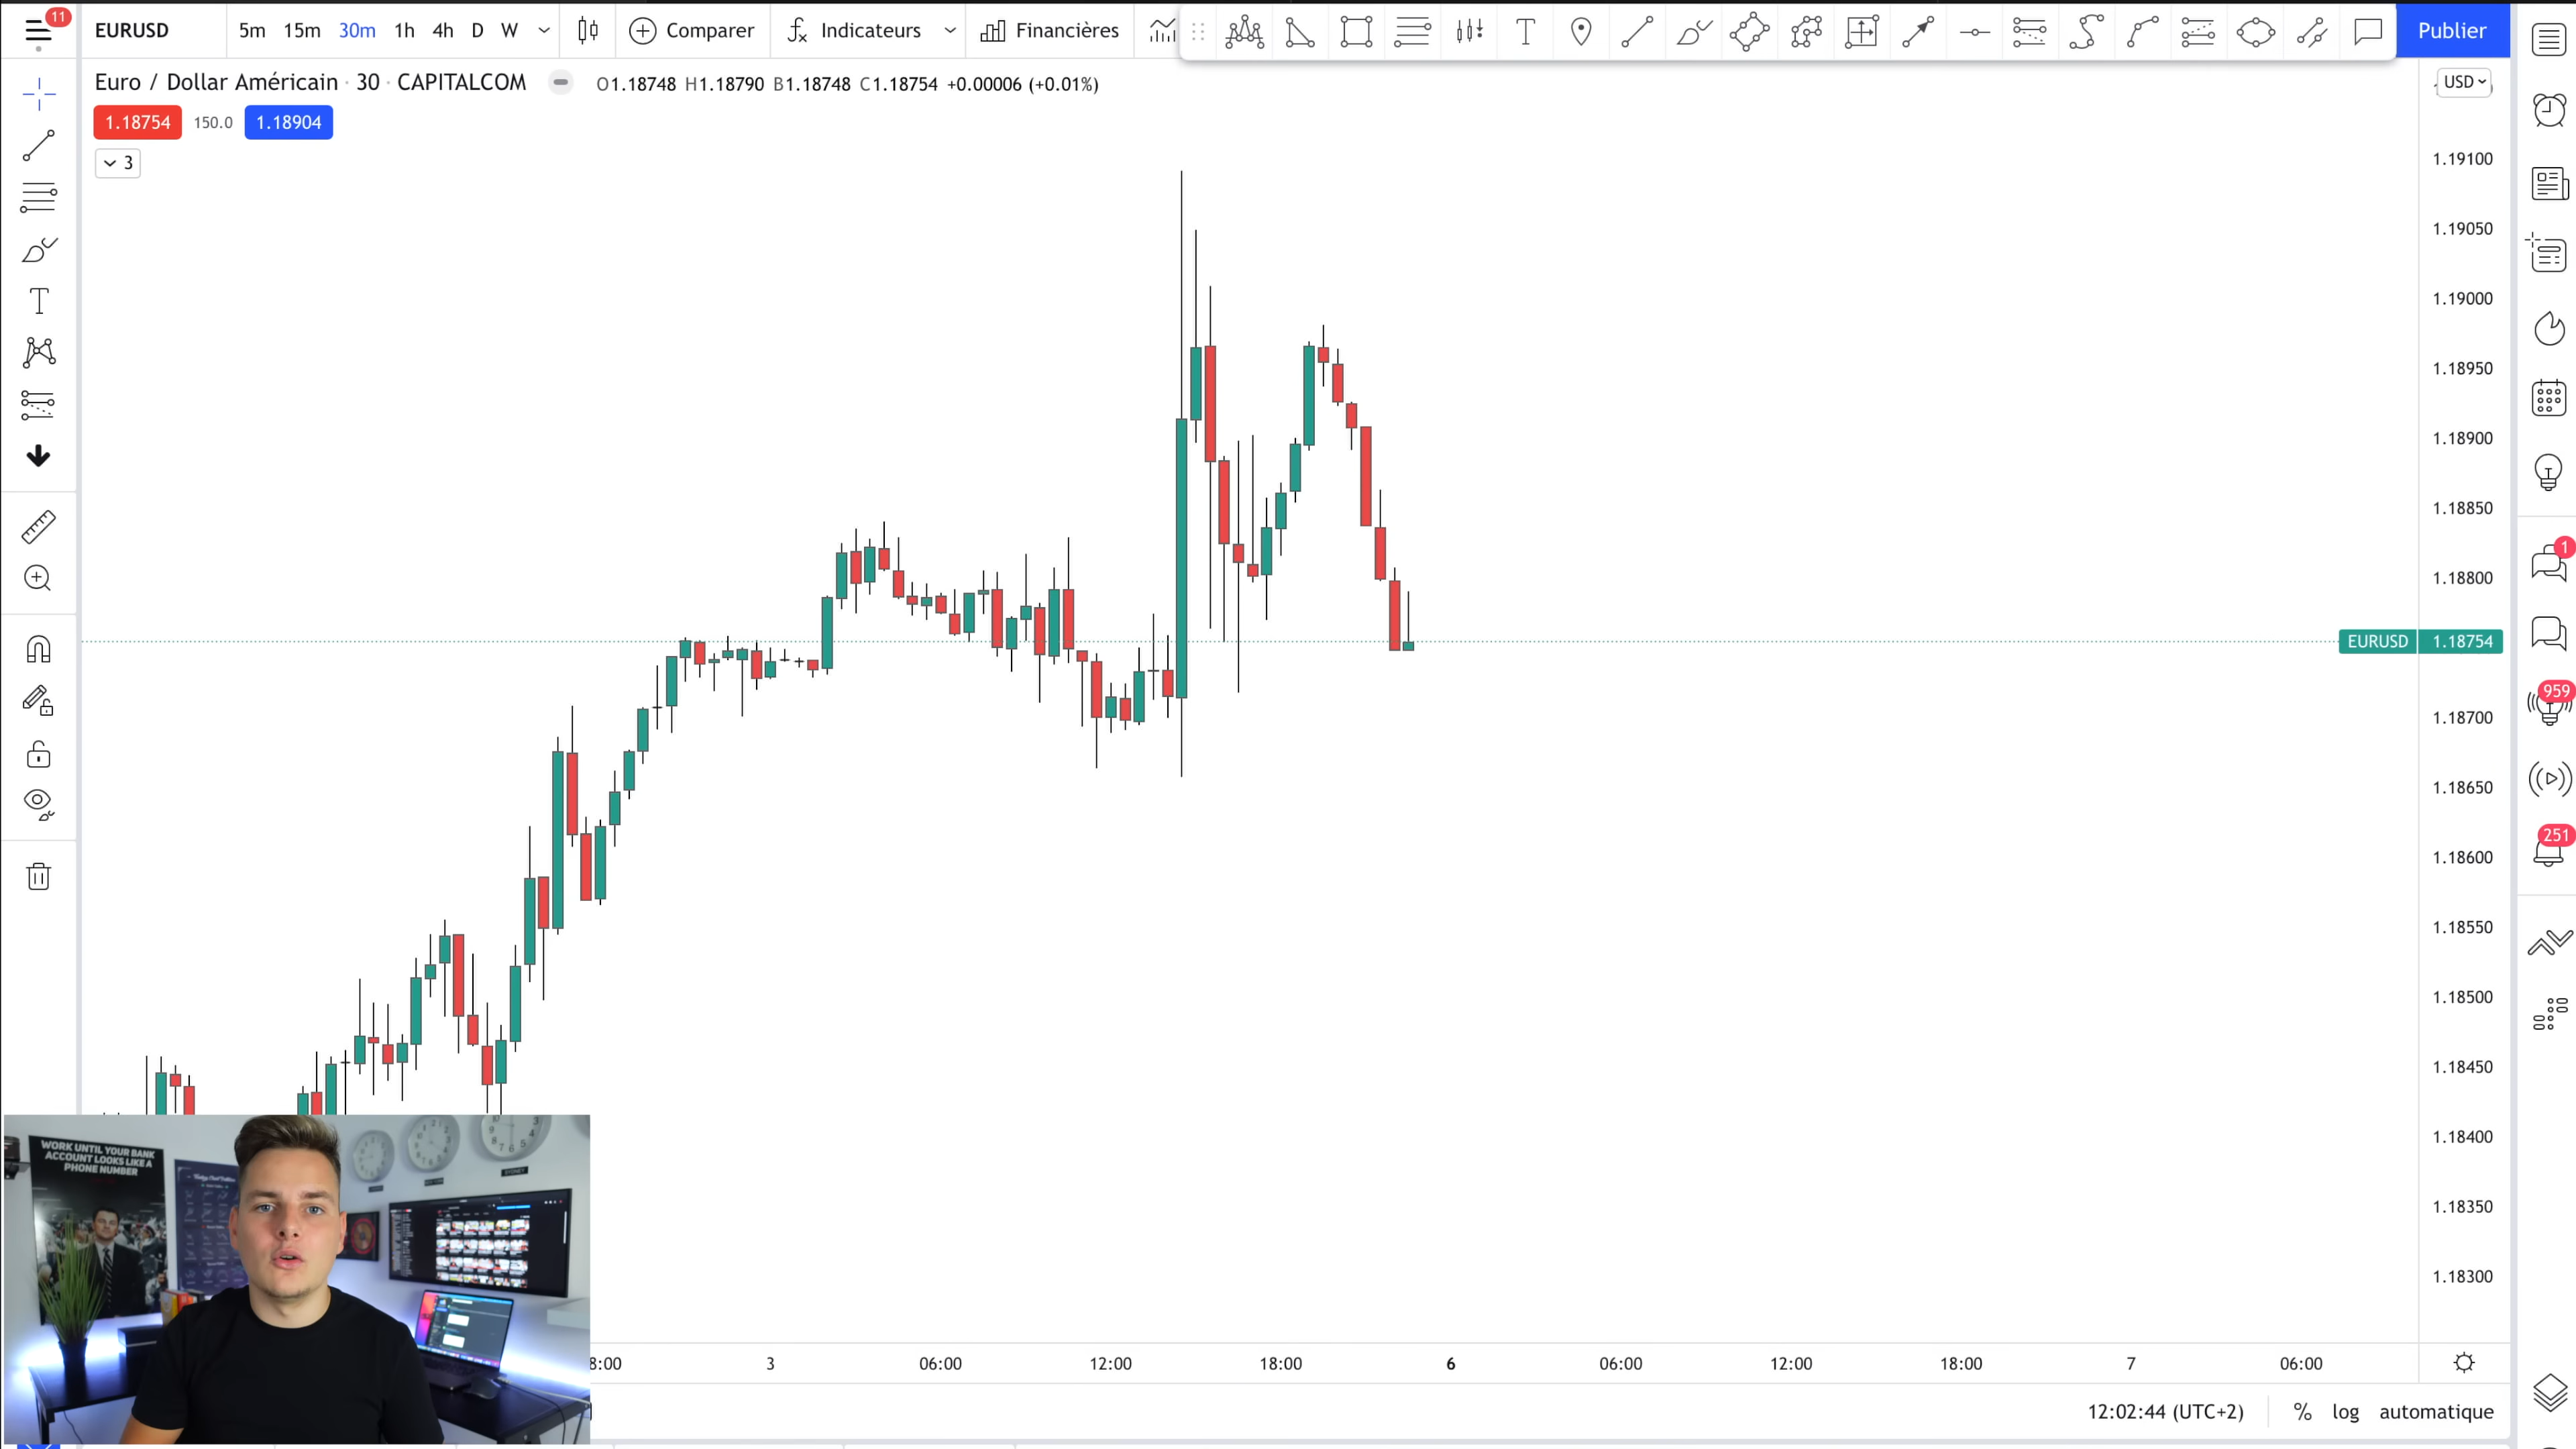 11
EURUSD
5m 15m 30m 1h 4h D W
Comparer
Indicateurs
Financières
Publier
Euro / Dollar Américain · 30 · CAPITALCOM
O1.18748 H1.18790 B1.18748 C1.18754 +0.00006 (+0.01%)
USD
1.18754 150.0 1.18904
3
1.19100
1.19050
1.19000
1.18950
1.18900
1.18850
1.18800
EURUSD 1.18754
1.18700
1.18650
1.18600
1.18550
1.18500
1.18450
1.18400
1.18350
1.18300
1
959
251
WORK UNTIL YOUR BANK
ACCOUNT LOOKS LIKE A
PHONE NUMBER
SYDNEY
8:00 3 06:00 12:00 18:00 6 06:00 12:00 18:00 7 06:00
12:02:44 (UTC+2) % log automatique